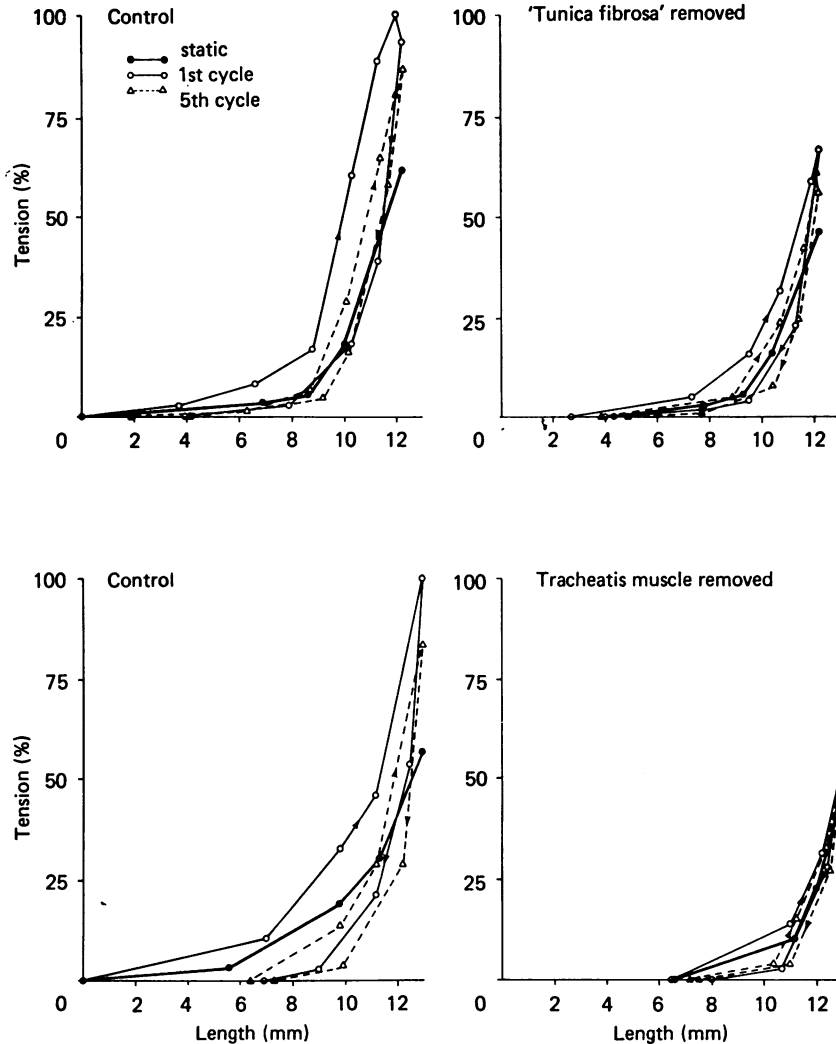 Control
static
1st cycle
5th cycle
Tension (%)
100
75
50
25
0
2 4 6 8 10 12
'Tunica fibrosa' removed
100
75
50
25
0
2 4 6 8 10 12
Control
Tension (%)
100
75
50
25
0
2 4 6 8 10 12
Length (mm)
Tracheatis muscle removed
100
75
50
25
0
2 4 6 8 10 12
Length (mm)